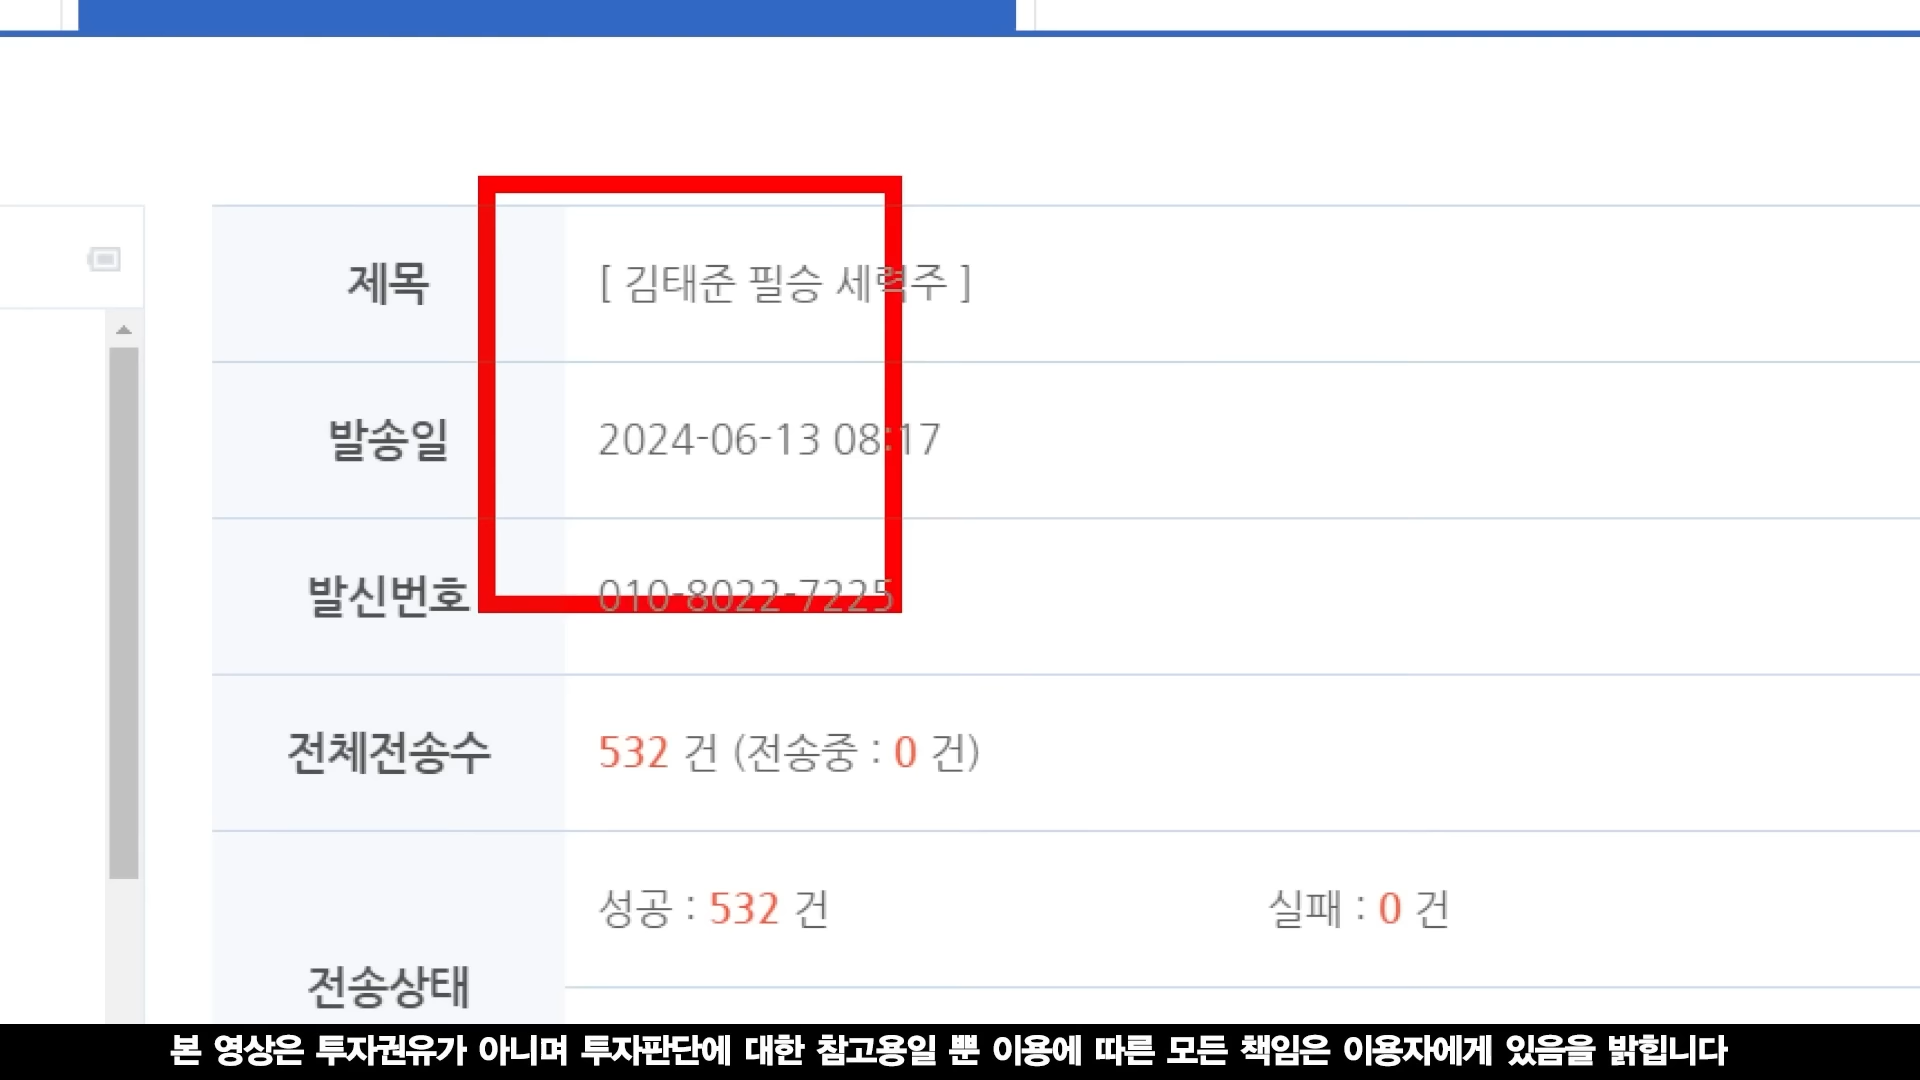 제목 [ 김태준 필승 세력주 ]
발송일 2024-06-13 08:17
발신번호 010-8022-7225
전체전송수 532 건 (전송중 : 0 건)
성공 : 532 건 실패 : 0 건
전송상태
본 영상은 투자권유가 아니며 투자판단에 대한 참고용일 뿐 이용에 따른 모든 책임은 이용자에게 있음을 밝힙니다